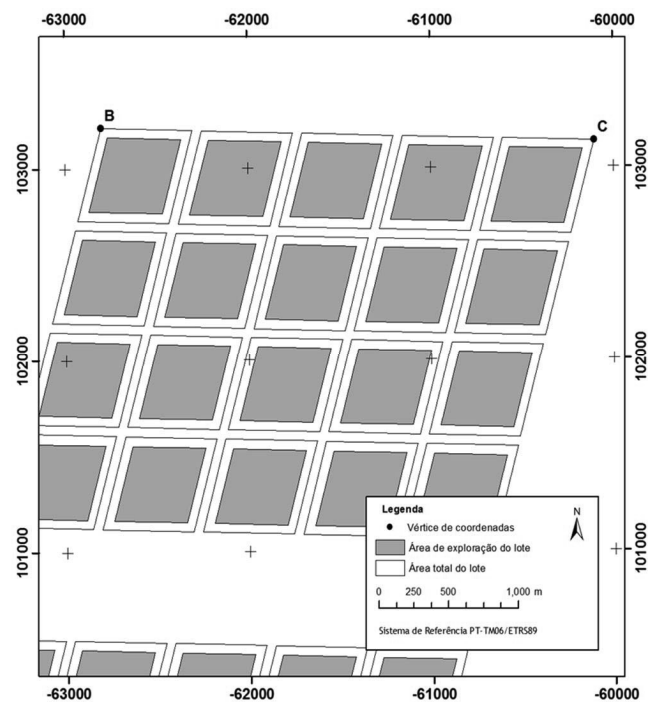 -63000 -62000 -61000 -60000
B
C
103000 103000
102000 102000
101000 101000
Legenda
Vértice de coordenadas
Área de exploração do lote
Área total do lote
N
0 250 500 1,000 m
Sistema de Referência PT-TM06/ETRS89
-63000 -62000 -61000 -60000